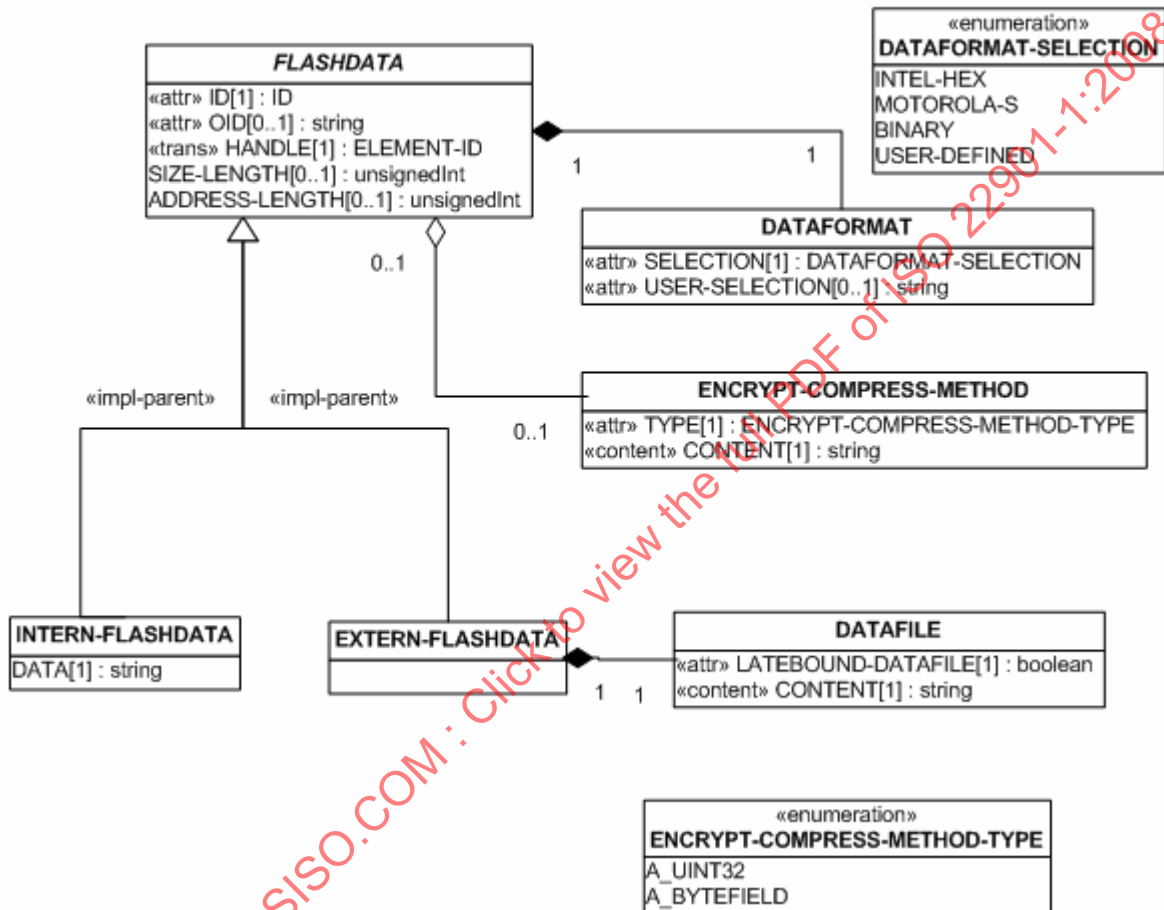 «enumeration»
DATAFORMAT-SELECTION
INTEL-HEX
MOTOROLA-S
BINARY
USER-DEFINED
FLASHDATA
«attr» ID[1] : ID
«attr» OID[0..1] : string
«trans» HANDLE[1] : ELEMENT-ID
SIZE-LENGTH[0..1] : unsignedInt
ADDRESS-LENGTH[0..1] : unsignedInt
1
1
DATAFORMAT
«attr» SELECTION[1] : DATAFORMAT-SELECTION
«attr» USER-SELECTION[0..1] : string
0..1
«impl-parent»
«impl-parent»
0..1
ENCRYPT-COMPRESS-METHOD
«attr» TYPE[1] : ENCRYPT-COMPRESS-METHOD-TYPE
«content» CONTENT[1] : string
INTERN-FLASHDATA
DATA[1] : string
EXTERN-FLASHDATA
1
1
DATAFILE
«attr» LATEBOUND-DATAFILE[1] : boolean
«content» CONTENT[1] : string
«enumeration»
ENCRYPT-COMPRESS-METHOD-TYPE
A_UINT32
A_BYTEFIELD
SISO.COM : Click to view the full PDF of ISO 22901-1:2008